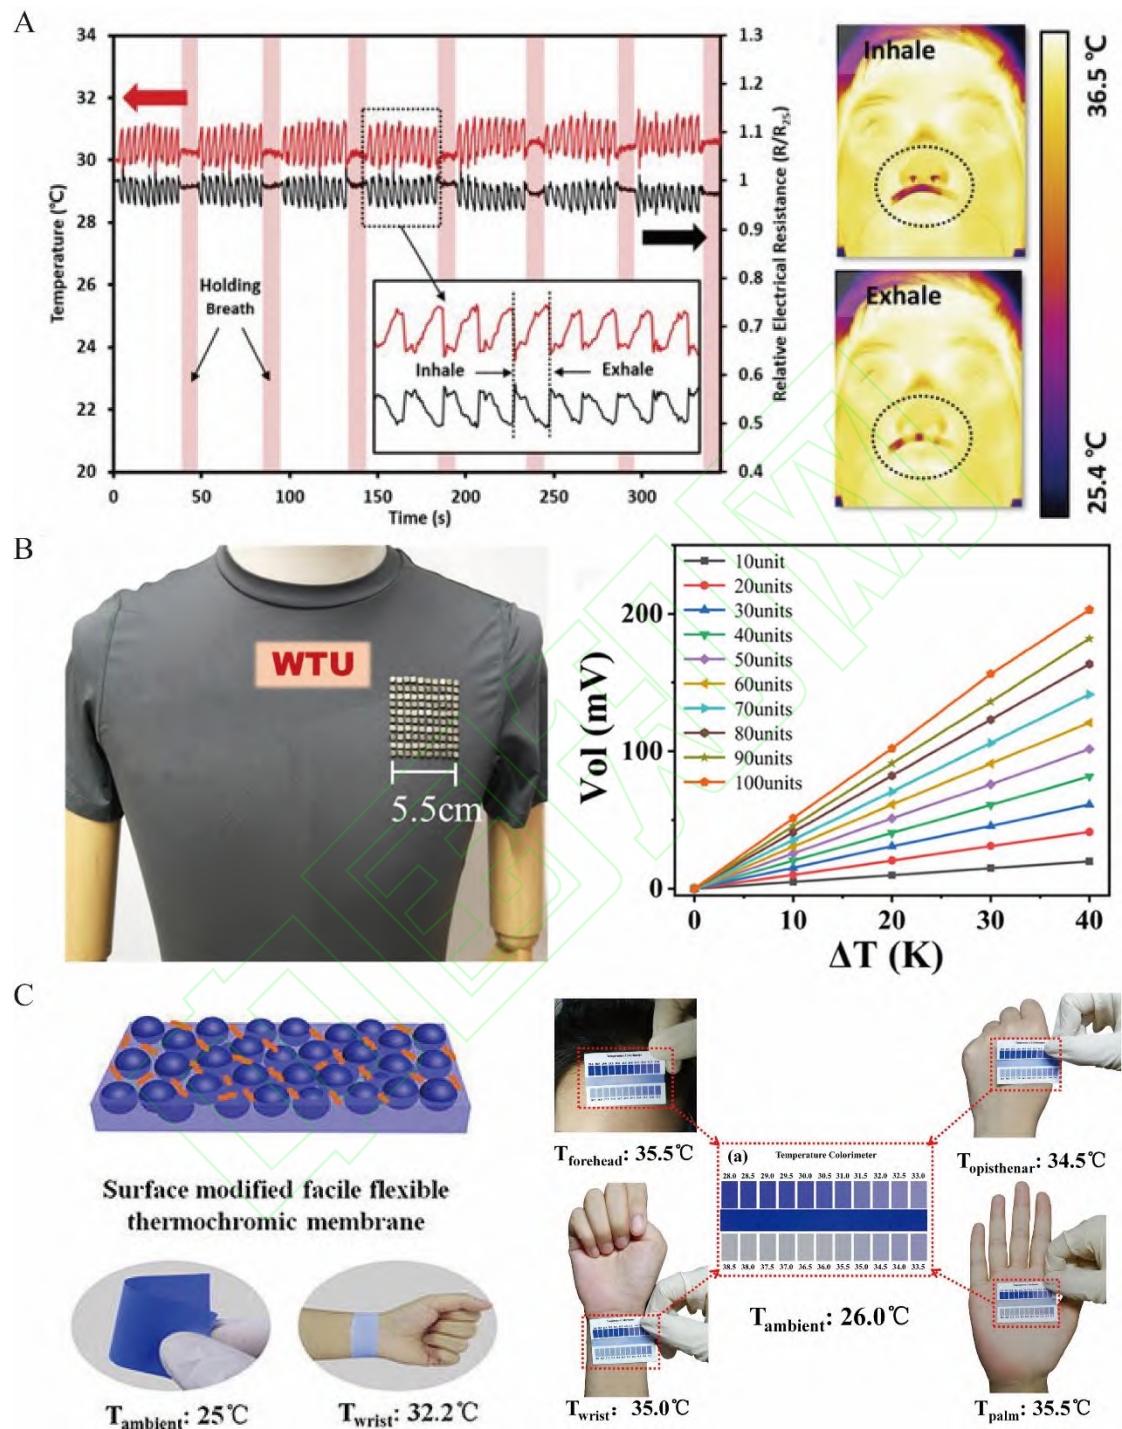 A
34
32
30
28
26
24
22
20
Temperature (℃)
1.3
1.2
1.1
1
0.9
0.8
0.7
0.6
0.5
0.4
Relative Electrical Resistance (R/R25)
Holding
Breath
Inhale
Exhale
0
50
100
150
200
250
300
Time (s)
Inhale
Exhale
36.5 ℃
25.4 ℃
B
WTU
5.5cm
10unit
20units
30units
40units
50units
60units
70units
80units
90units
100units
200
100
0
Vol (mV)
0
10
20
30
40
ΔT (K)
C
Surface modified facile flexible
thermochromic membrane
Tambient: 25℃
Twrist: 32.2℃
Tforehead: 35.5℃
Topisthenar: 34.5℃
(a)
Temperature Colorimeter
28.0 28.5 29.0 29.5 30.0 30.5 31.0 31.5 32.0 32.5 33.0
38.5 38.0 37.5 37.0 36.5 36.0 35.5 35.0 34.5 34.0 33.5
Tambient: 26.0℃
Twrist: 35.0℃
Tpalm: 35.5℃